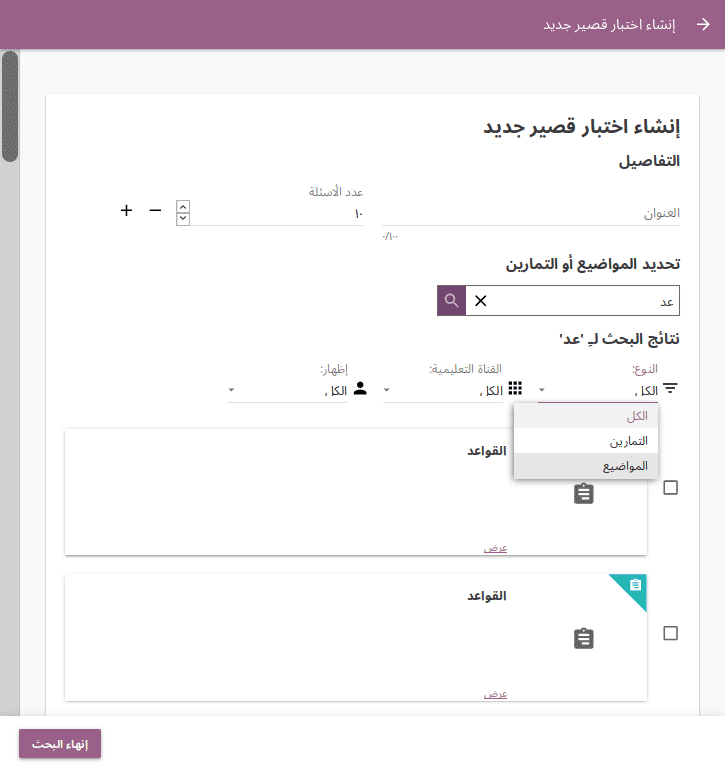 إنشاء اختبار قصير جديد
إنشاء اختبار قصير جديد
التفاصيل
العنوان
٠/١٠٠
عدد الأسئلة
١٠
تحديد المواضيع أو التمارين
عد
نتائج البحث لـِ 'عد'
النوع:
الكل
القناة التعليمية:
الكل
إظهار:
الكل
الكل
التمارين
المواضيع
القواعد
عرض
القواعد
عرض
إنهاء البحث